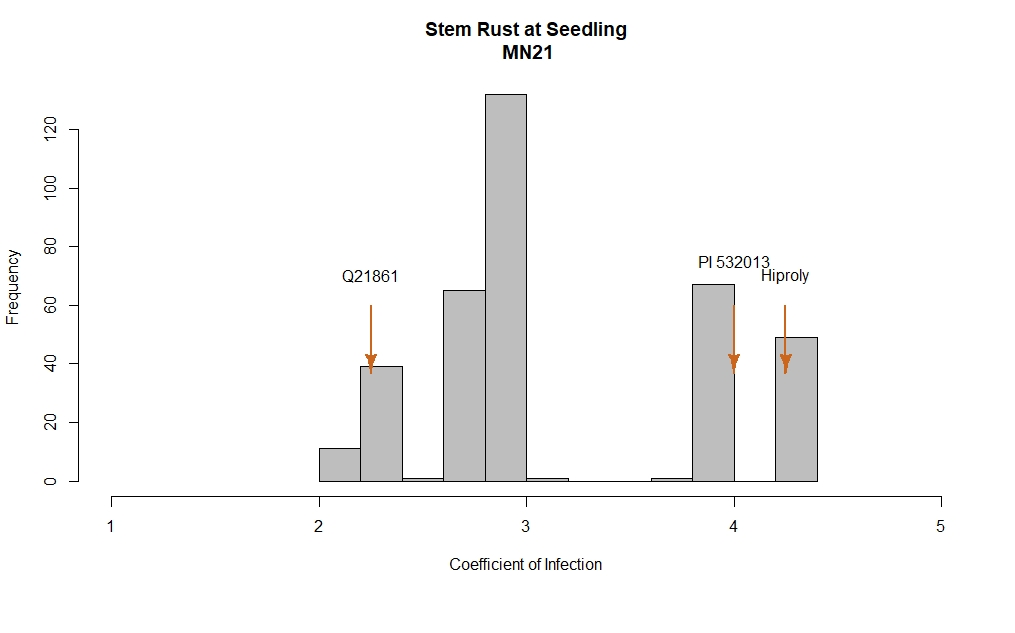 Stem Rust at Seedling
MN21
120
100
80
60
40
20
0
Frequency
Q21861
PI 532013
Hiproly
1 2 3 4 5
Coefficient of Infection